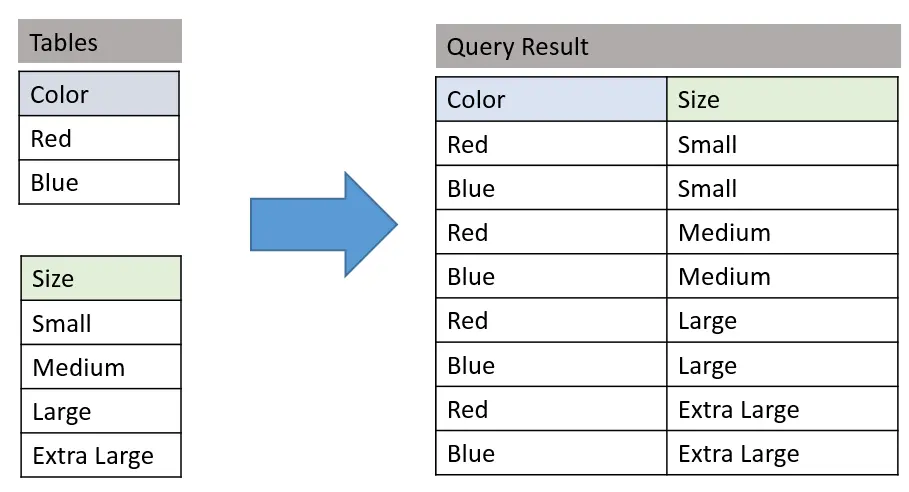 Tables
Color
Red
Blue
Size
Small
Medium
Large
Extra Large
Query Result
Color Size
Red Small
Blue Small
Red Medium
Blue Medium
Red Large
Blue Large
Red Extra Large
Blue Extra Large